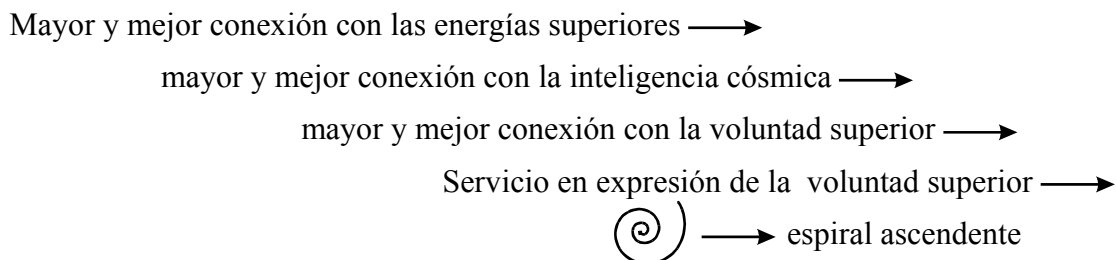 Mayor y mejor conexión con las energías superiores
mayor y mejor conexión con la inteligencia cósmica
mayor y mejor conexión con la voluntad superior
Servicio en expresión de la voluntad superior
espiral ascendente